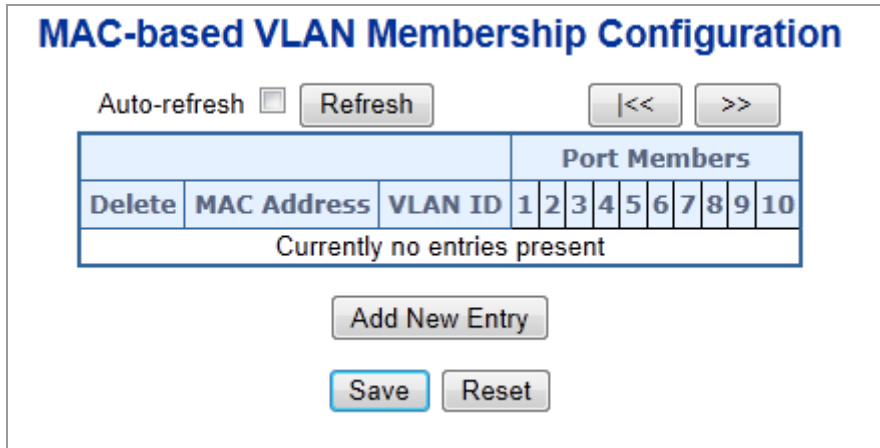 MAC-based VLAN Membership Configuration
Auto-refresh Refresh |<< >>
Port Members
Delete MAC Address VLAN ID 1 2 3 4 5 6 7 8 9 10
Currently no entries present
Add New Entry
Save Reset